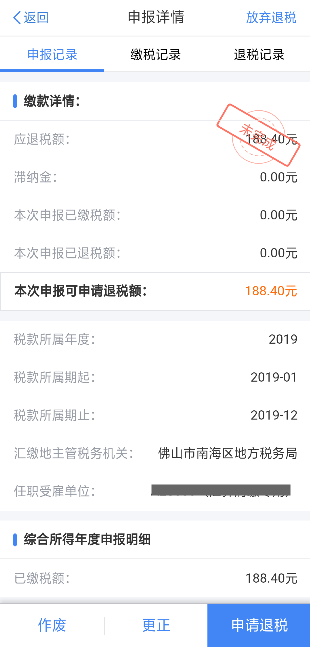 返回 申报详情 放弃退税
申报记录 缴税记录 退税记录
缴款详情：
应退税额： 188.40元
未完成
滞纳金： 0.00元
本次申报已缴税额： 0.00元
本次申报已退税额： 0.00元
本次申报可申请退税额： 188.40元
税款所属年度： 2019
税款所属期起： 2019-01
税款所属期止： 2019-12
汇缴地主管税务机关： 佛山市南海区地方税务局
任职受雇单位：
综合所得年度申报明细
已缴税额： 188.40元
作废 更正 申请退税